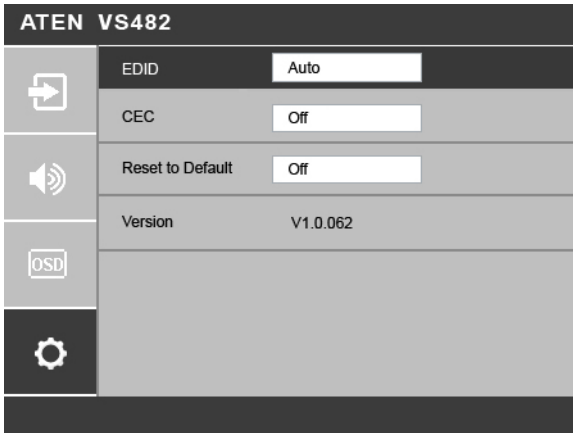 ATEN VS482
EDID Auto
CEC Off
Reset to Default Off
Version V1.0.062
OSD